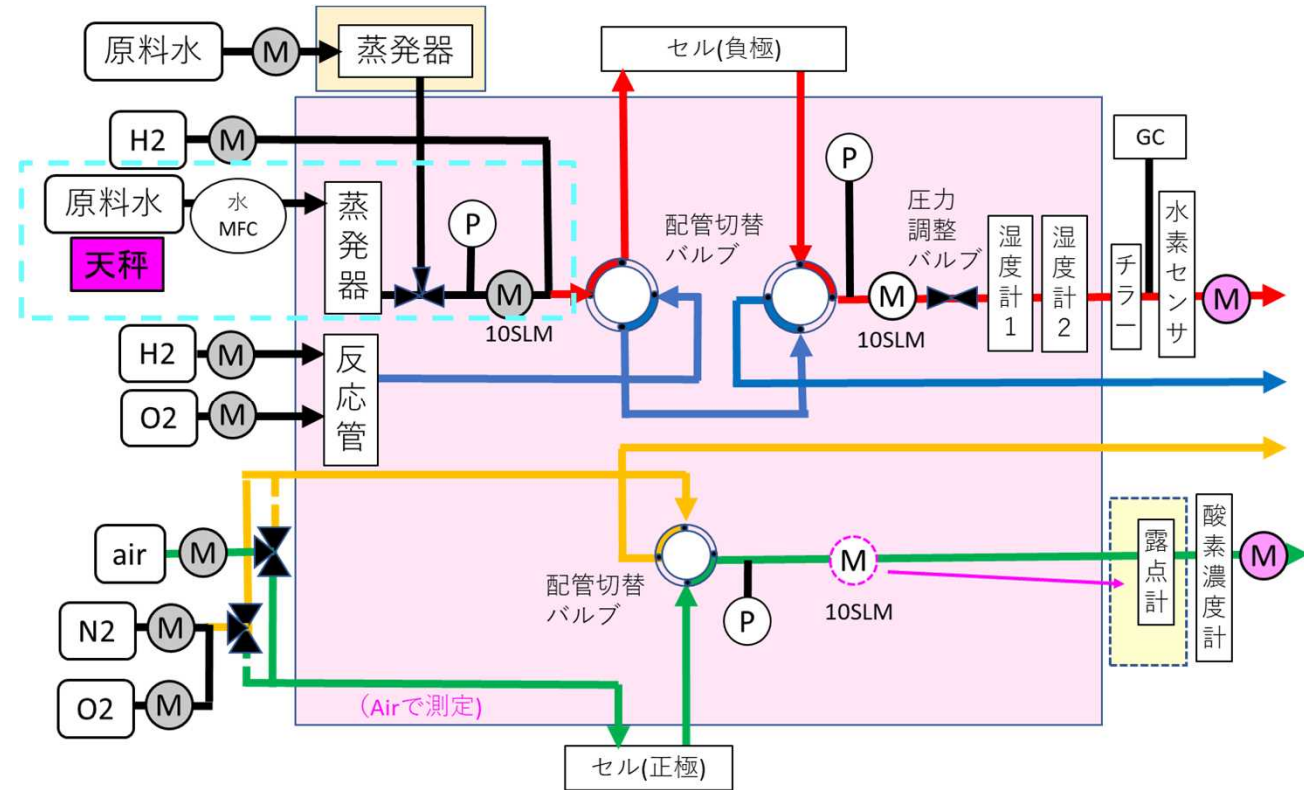 原料水
M
蒸発器
セル(負極)
H2
M
原料水
水
MFC
天秤
蒸発器
P
M
10SLM
配管切替
バルブ
P
M
10SLM
圧力
調整
バルブ
湿度計1
湿度計2
チラー
GC
水素センサ
M
H2
M
O2
M
反応管
air
M
N2
M
O2
M
配管切替
バルブ
P
M
10SLM
露点計
酸素濃度計
M
(Airで測定)
セル(正極)